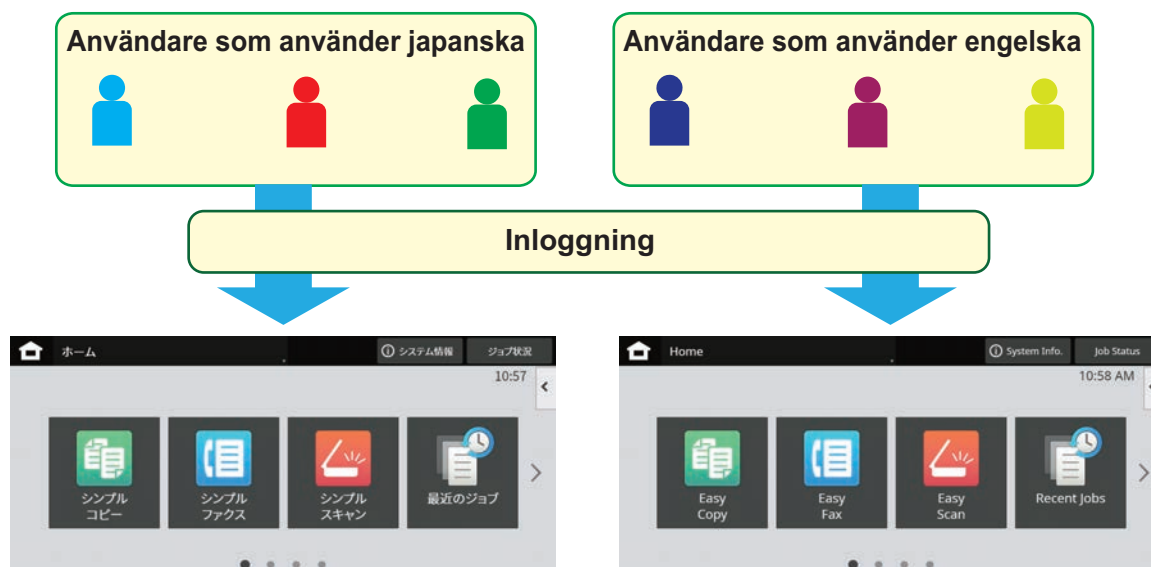 Användare som använder japanska
Användare som använder engelska
Inloggning
ホーム
システム情報
ジョブ状況
10:57
シンプル
コピー
シンプル
ファクス
シンプル
スキャン
最近のジョブ
Home
System Info.
Job Status
10:58 AM
Easy
Copy
Easy
Fax
Easy
Scan
Recent Jobs